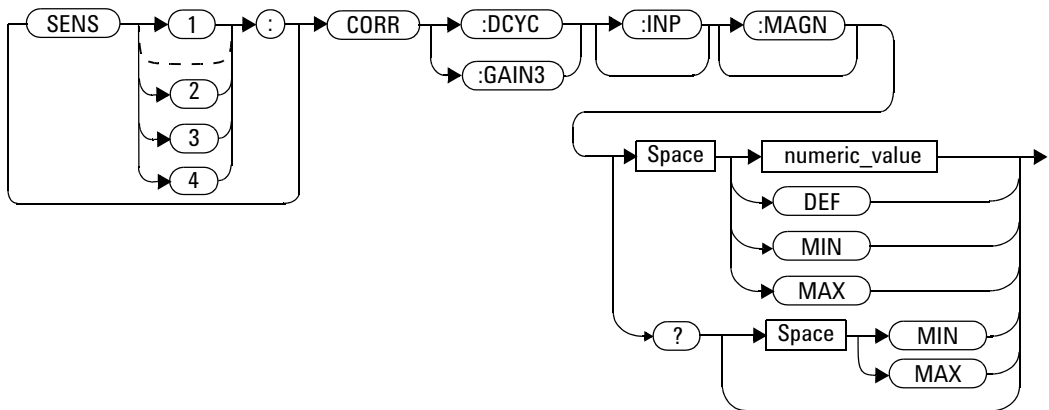 SENS 1 : CORR :DCYC :INP :MAGN
2 :GAIN3
3
4
Space numeric_value
DEF
MIN
MAX
? Space MIN
MAX